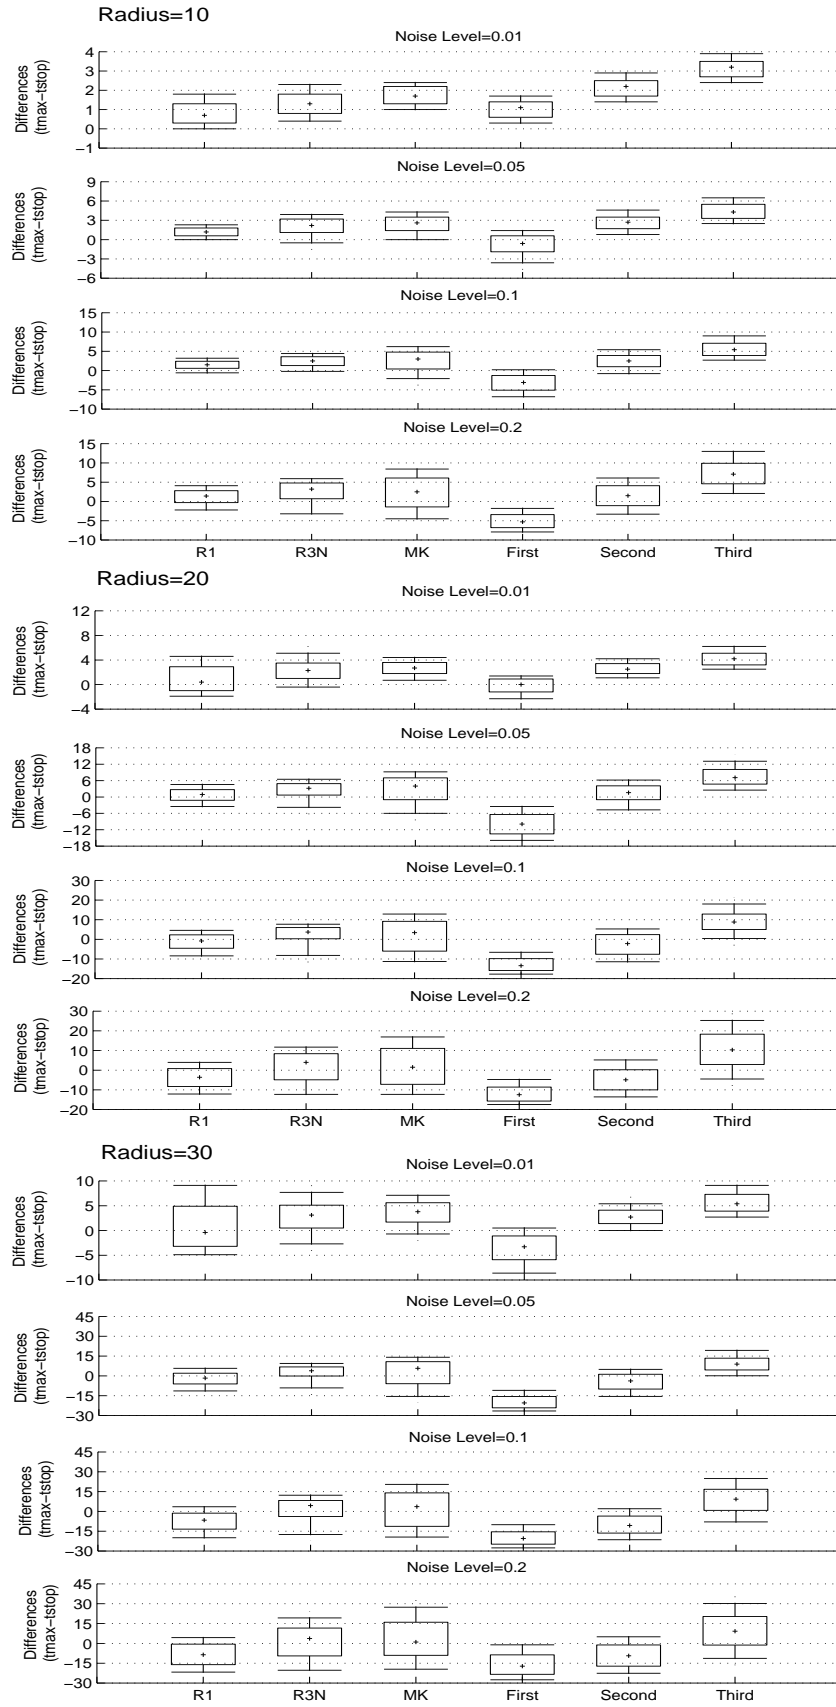 Radius=10
Noise Level=0.01
Differences
(tmax−tstop)
4
3
2
1
0
−1
Noise Level=0.05
Differences
(tmax−tstop)
9
6
3
0
−3
−6
Noise Level=0.1
Differences
(tmax−tstop)
15
10
5
0
−5
−10
Noise Level=0.2
Differences
(tmax−tstop)
15
10
5
0
−5
−10
R1 R3N MK First Second Third
Radius=20
Noise Level=0.01
Differences
(tmax−tstop)
12
8
4
0
−4
Noise Level=0.05
Differences
(tmax−tstop)
18
12
6
0
−6
−12
−18
Noise Level=0.1
Differences
(tmax−tstop)
30
20
10
0
−10
−20
Noise Level=0.2
Differences
(tmax−tstop)
30
20
10
0
−10
−20
R1 R3N MK First Second Third
Radius=30
Noise Level=0.01
Differences
(tmax−tstop)
10
5
0
−5
−10
Noise Level=0.05
Differences
(tmax−tstop)
45
30
15
0
−15
−30
Noise Level=0.1
Differences
(tmax−tstop)
45
30
15
0
−15
−30
Noise Level=0.2
Differences
(tmax−tstop)
45
30
15
0
−15
−30
R1 R3N MK First Second Third